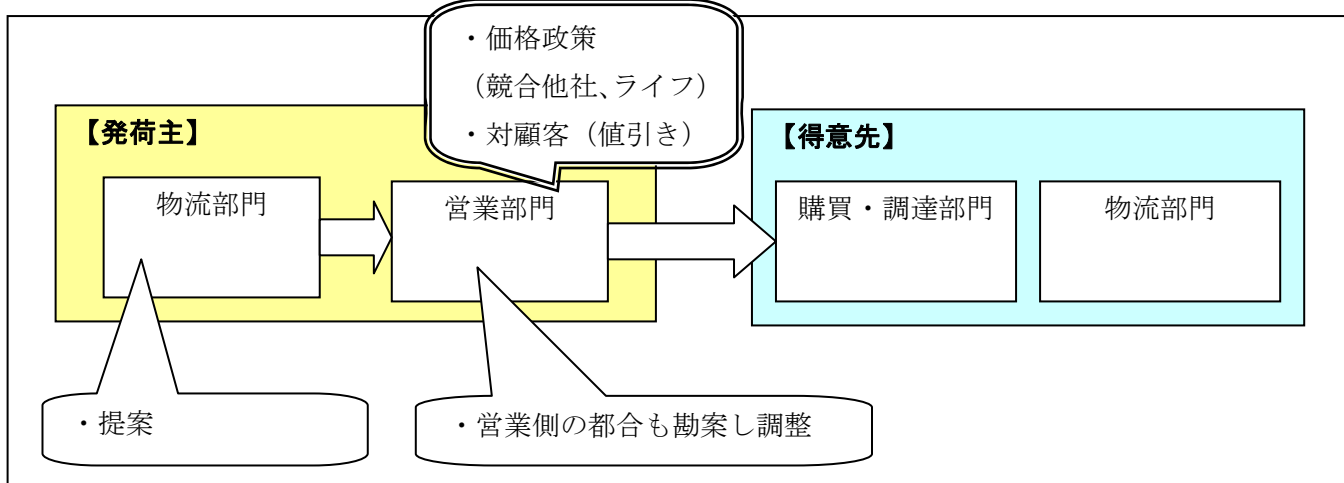 ・価格政策
（競合他社、ライフ）
・対顧客（値引き）
【発荷主】
【得意先】
物流部門
営業部門
購買・調達部門
物流部門
・提案
・営業側の都合も勘案し調整